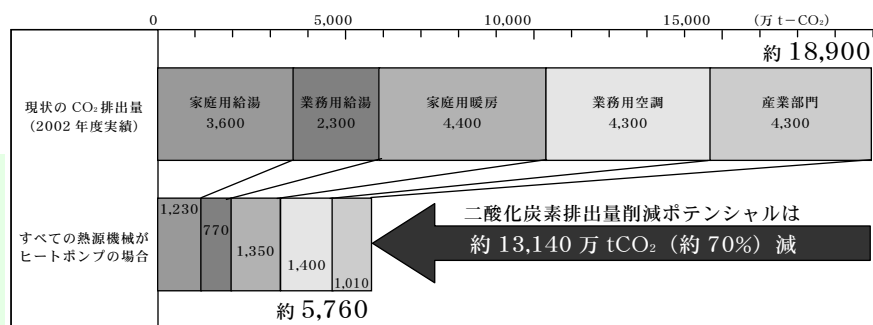 0 5,000 10,000 15,000 (万 t－CO₂)
約 18,900
現状の CO₂ 排出量
（2002 年度実績）
家庭用給湯
3,600
業務用給湯
2,300
家庭用暖房
4,400
業務用空調
4,300
産業部門
4,300
すべての熱源機械が
ヒートポンプの場合
1,230
770
1,350
1,400
1,010
約 5,760
二酸化炭素排出量削減ポテンシャルは
約 13,140 万 tCO₂（約 70%）減